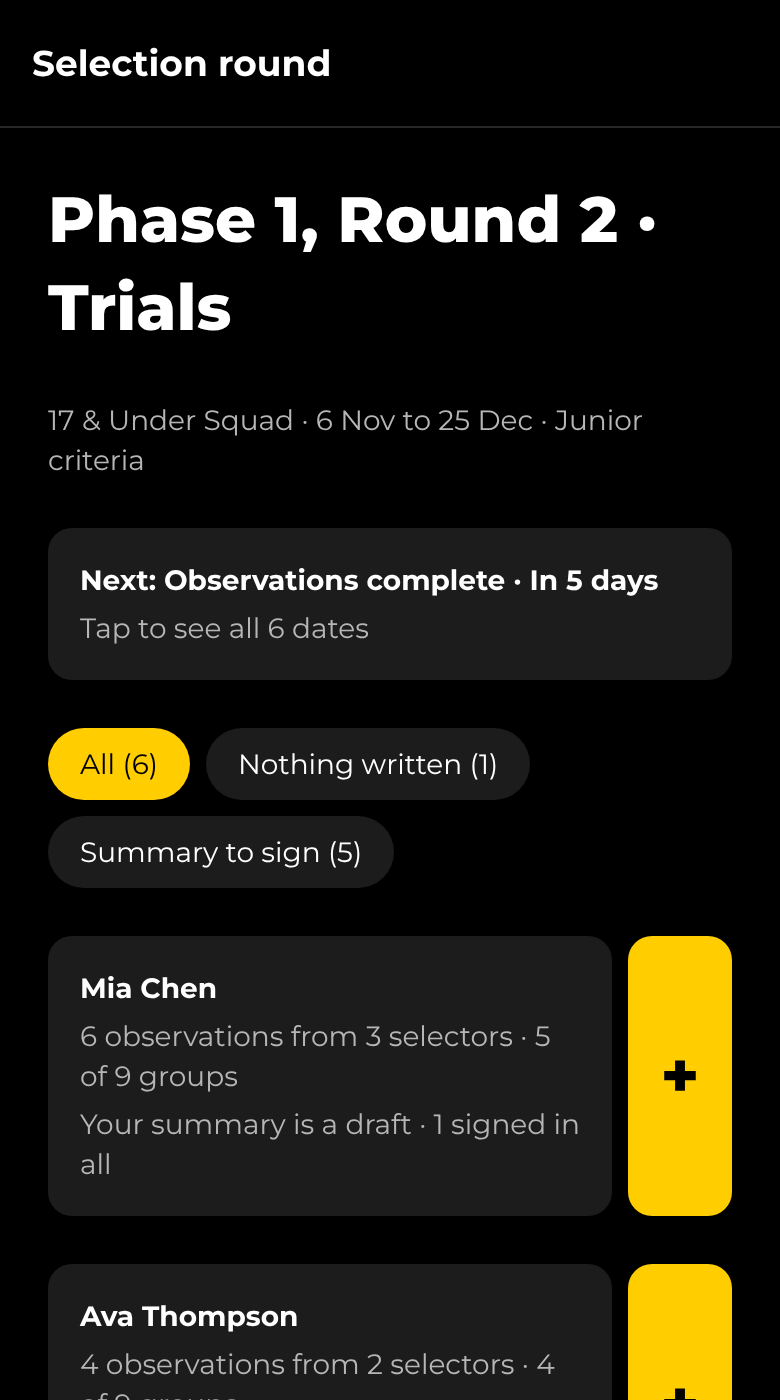 Selection round
Phase 1, Round 2 ·
Trials
17 & Under Squad · 6 Nov to 25 Dec · Junior
criteria
Next: Observations complete · In 5 days
Tap to see all 6 dates
All (6)
Nothing written (1)
Summary to sign (5)
Mia Chen
6 observations from 3 selectors · 5
of 9 groups
Your summary is a draft · 1 signed in
all
+
Ava Thompson
4 observations from 2 selectors · 4
of 9 groups
+